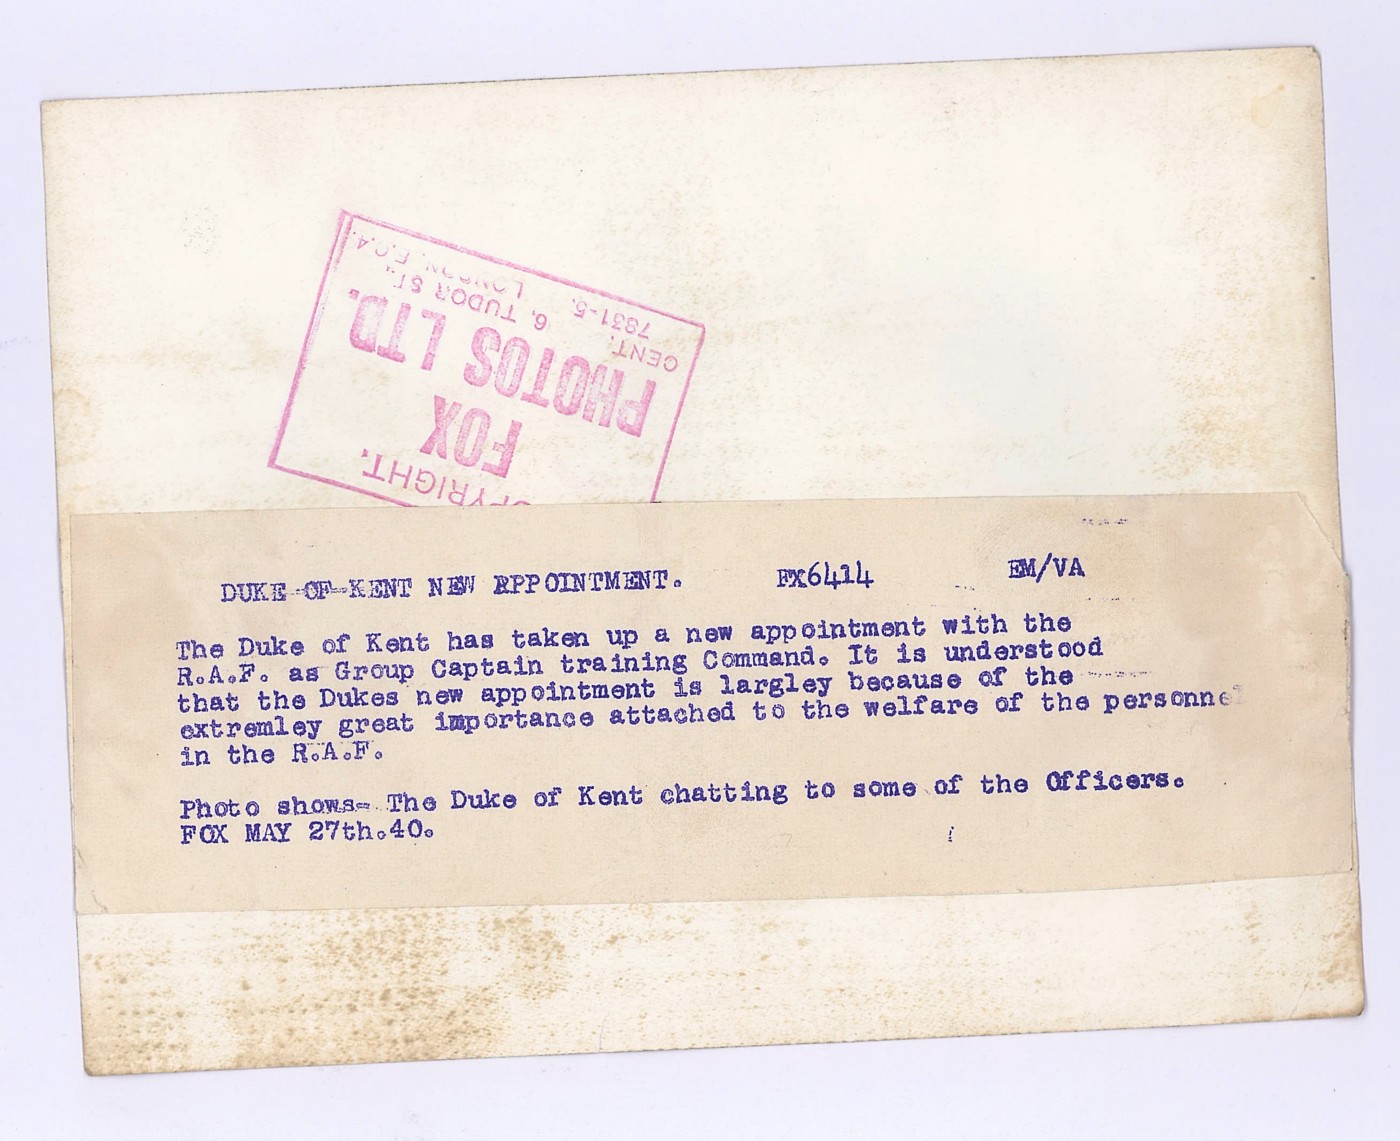 COPYRIGHT.
FOX
PHOTOS LTD.
CENT. 6, TUDOR ST.,
7831-5. LONDON, E.C.4.
DUKE-OF-KENT NEW APPOINTMENT. FX6414 EM/VA
The Duke of Kent has taken up a new appointment with the
R.A.F. as Group Captain training Command. It is understood
that the Dukes new appointment is largley because of the
extremley great importance attached to the welfare of the personnel
in the R.A.F.
Photo shows- The Duke of Kent chatting to some of the Officers.
FOX MAY 27th.40.